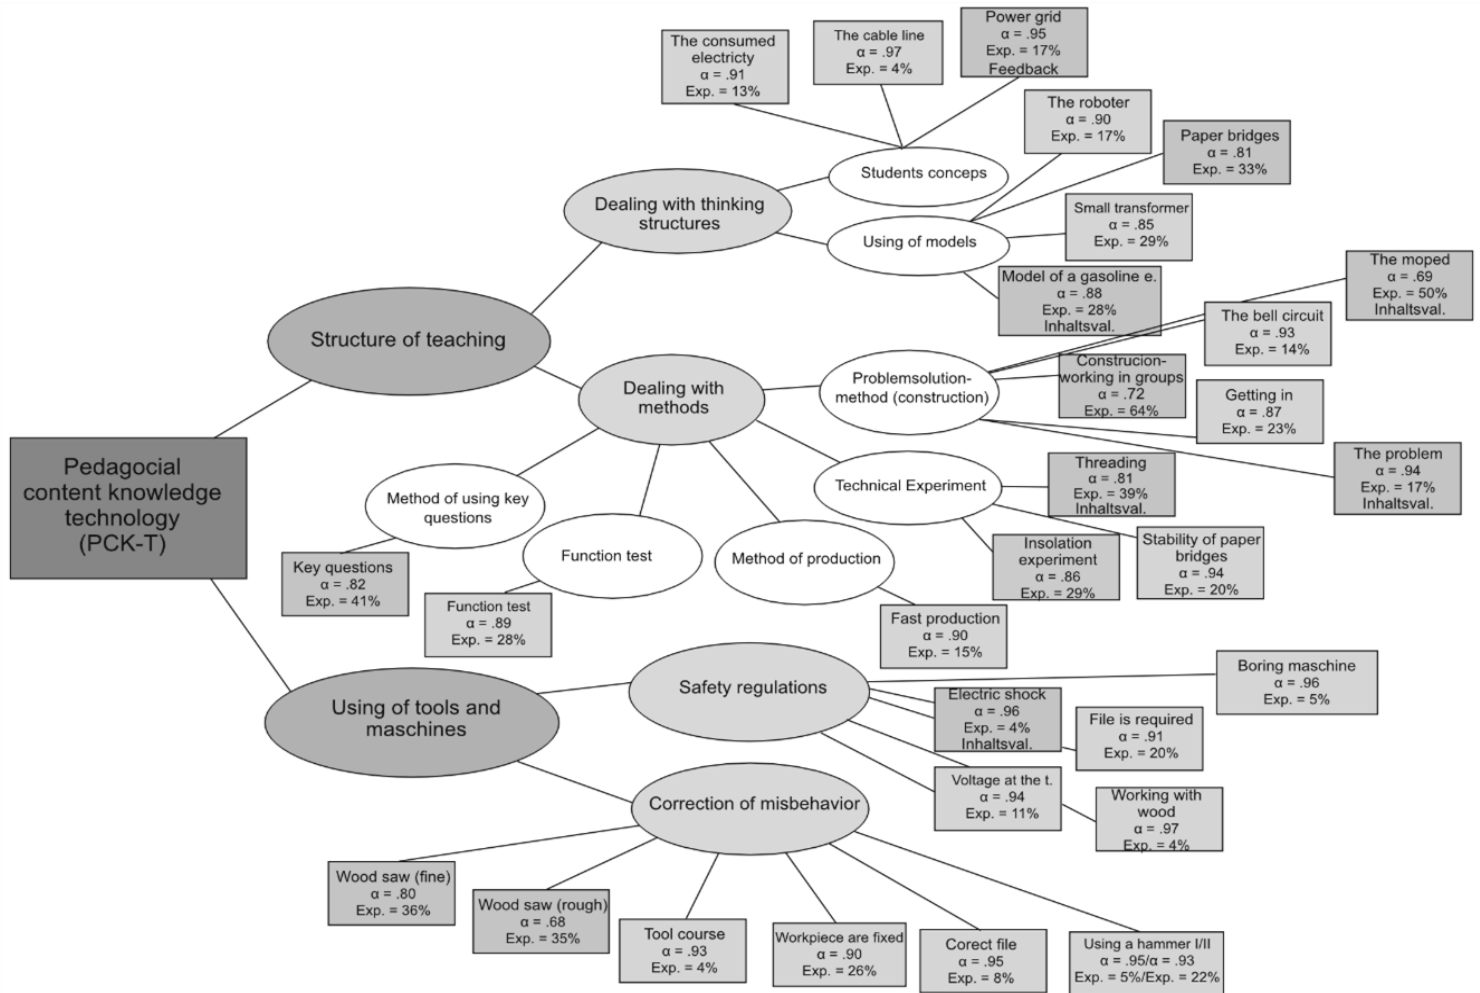 Power grid
α = .95
Exp. = 17%
Feedback
The cable line
α = .97
Exp. = 4%
The consumed
electricty
α = .91
Exp. = 13%
The roboter
α = .90
Exp. = 17%
Paper bridges
α = .81
Exp. = 33%
Students conceps
Dealing with thinking
structures
Small transformer
α = .85
Exp. = 29%
Using of models
Model of a gasoline e.
α = .88
Exp. = 28%
Inhaltsval.
The moped
α = .69
Exp. = 50%
Inhaltsval.
The bell circuit
α = .93
Exp. = 14%
Structure of teaching
Construcion-
working in groups
α = .72
Exp. = 64%
Problemsolution-
method (construction)
Dealing with
methods
Getting in
α = .87
Exp. = 23%
The problem
α = .94
Exp. = 17%
Inhaltsval.
Threading
α = .81
Exp. = 39%
Inhaltsval.
Technical Experiment
Pedagocial
content knowledge
technology
(PCK-T)
Method of using key
questions
Function test
Method of production
Insolation
experiment
α = .86
Exp. = 29%
Stability of paper
bridges
α = .94
Exp. = 20%
Key questions
α = .82
Exp. = 41%
Function test
α = .89
Exp. = 28%
Fast production
α = .90
Exp. = 15%
Boring maschine
α = .96
Exp. = 5%
Safety regulations
Electric shock
α = .96
Exp. = 4%
Inhaltsval.
Using of tools and
maschines
File is required
α = .91
Exp. = 20%
Voltage at the t.
α = .94
Exp. = 11%
Working with
wood
α = .97
Exp. = 4%
Correction of misbehavior
Wood saw (fine)
α = .80
Exp. = 36%
Wood saw (rough)
α = .68
Exp. = 35%
Tool course
α = .93
Exp. = 4%
Workpiece are fixed
α = .90
Exp. = 26%
Corect file
α = .95
Exp. = 8%
Using a hammer I/II
α = .95/α = .93
Exp. = 5%/Exp. = 22%